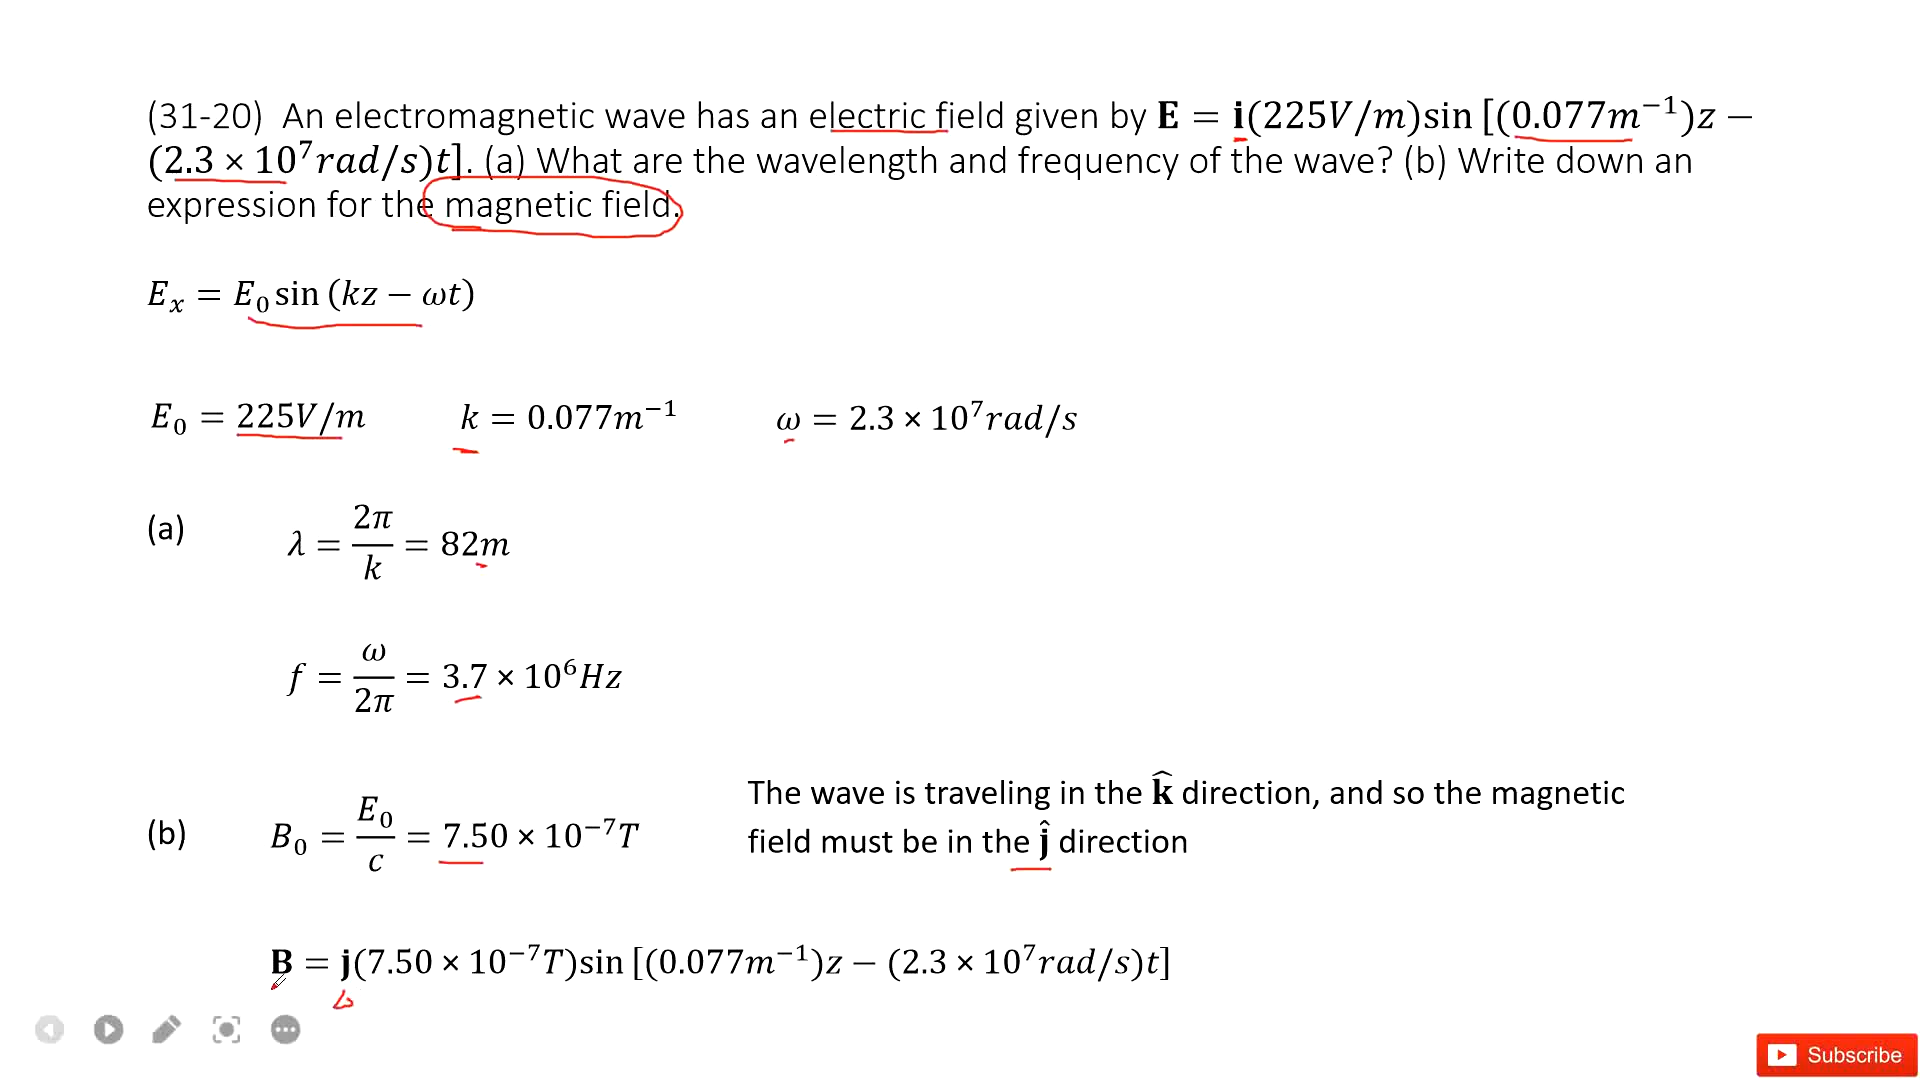 (31-20) An electromagnetic wave has an electric field given by 𝐄 = 𝐢(225V/m)sin [(0.077m⁻¹)z −
(2.3 × 10⁷rad/s)t]. (a) What are the wavelength and frequency of the wave? (b) Write down an
expression for the magnetic field.
Eₓ = E₀ sin (kz − ωt)
E₀ = 225V/m k = 0.077m⁻¹ ω = 2.3 × 10⁷rad/s
(a) λ = 2π/k = 82m
f = ω/2π = 3.7 × 10⁶Hz
(b) B₀ = E₀/c = 7.50 × 10⁻⁷T
The wave is traveling in the 𝐤̂ direction, and so the magnetic
field must be in the 𝐣̂ direction
𝐁 = 𝐣(7.50 × 10⁻⁷T)sin [(0.077m⁻¹)z − (2.3 × 10⁷rad/s)t]
Subscribe